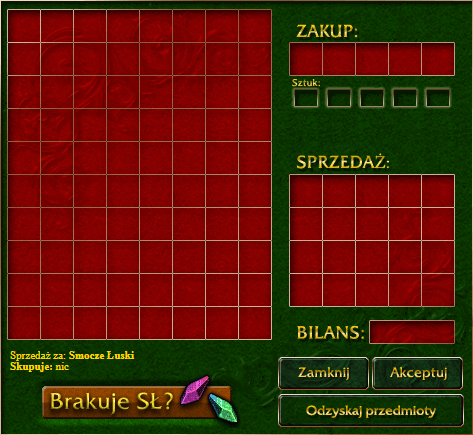 ZAKUP:
Sztuk:
SPRZEDAŻ:
BILANS:
Sprzedaż za: Smocze Łuski
Skupuje: nic
Zamknij
Akceptuj
Brakuje SŁ?
Odzyskaj przedmioty